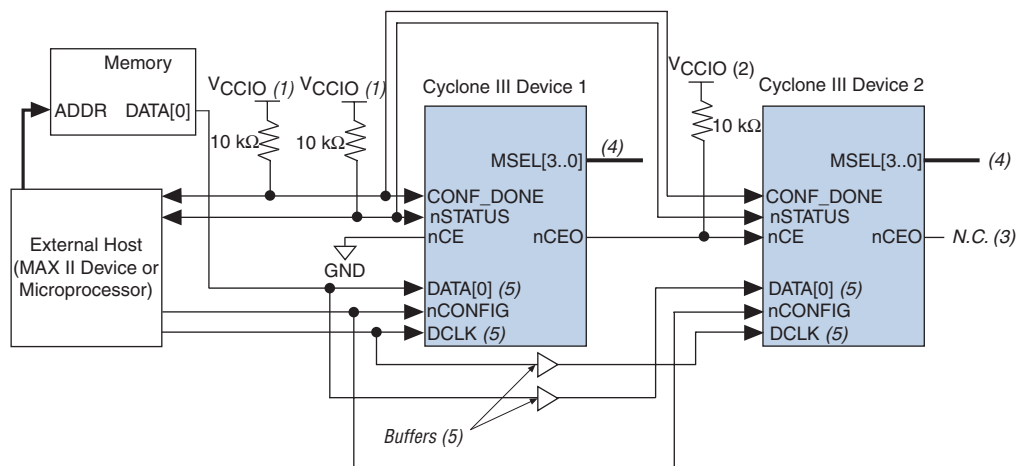 Memory
ADDR DATA[0]
VCCIO (1)
VCCIO (1)
10 kΩ
10 kΩ
Cyclone III Device 1
MSEL[3..0]
(4)
CONF_DONE
nSTATUS
nCE
nCEO
GND
DATA[0] (5)
nCONFIG
DCLK (5)
External Host
(MAX II Device or
Microprocessor)
VCCIO (2)
10 kΩ
Cyclone III Device 2
MSEL[3..0]
(4)
CONF_DONE
nSTATUS
nCE
nCEO
N.C. (3)
DATA[0] (5)
nCONFIG
DCLK (5)
Buffers (5)